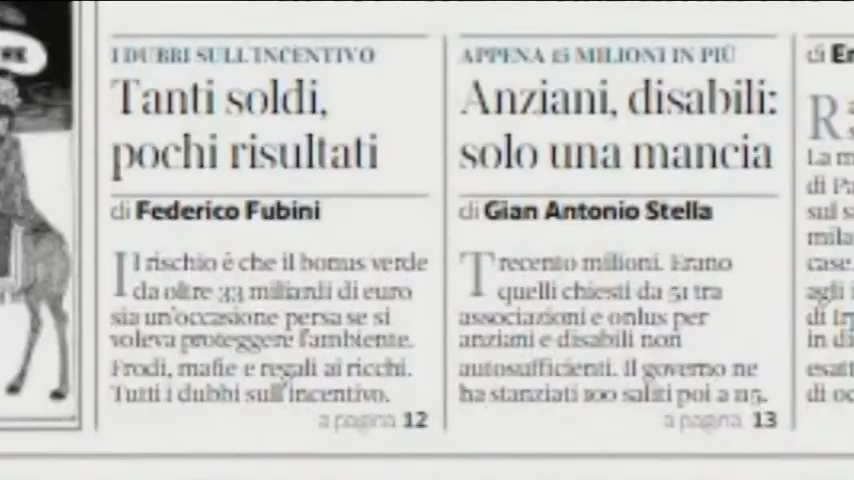 RE
I DUBBI SULL'INCENTIVO
Tanti soldi,
pochi risultati
di Federico Fubini
Il rischio è che il bonus verde
da oltre 33 miliardi di euro
sia un'occasione persa se si
voleva proteggere l'ambiente.
Frodi, mafie e regali ai ricchi.
Tutti i dubbi sull'incentivo.
a pagina 12
APPENA 15 MILIONI IN PIÙ
Anziani, disabili:
solo una mancia
di Gian Antonio Stella
Trecento milioni. Erano
quelli chiesti da 51 tra
associazioni e onlus per
anziani e disabili non
autosufficienti. Il governo ne
ha stanziati 100 saliti poi a 115.
a pagina 13
di
La
di
sul
case.
agli
di
in
di